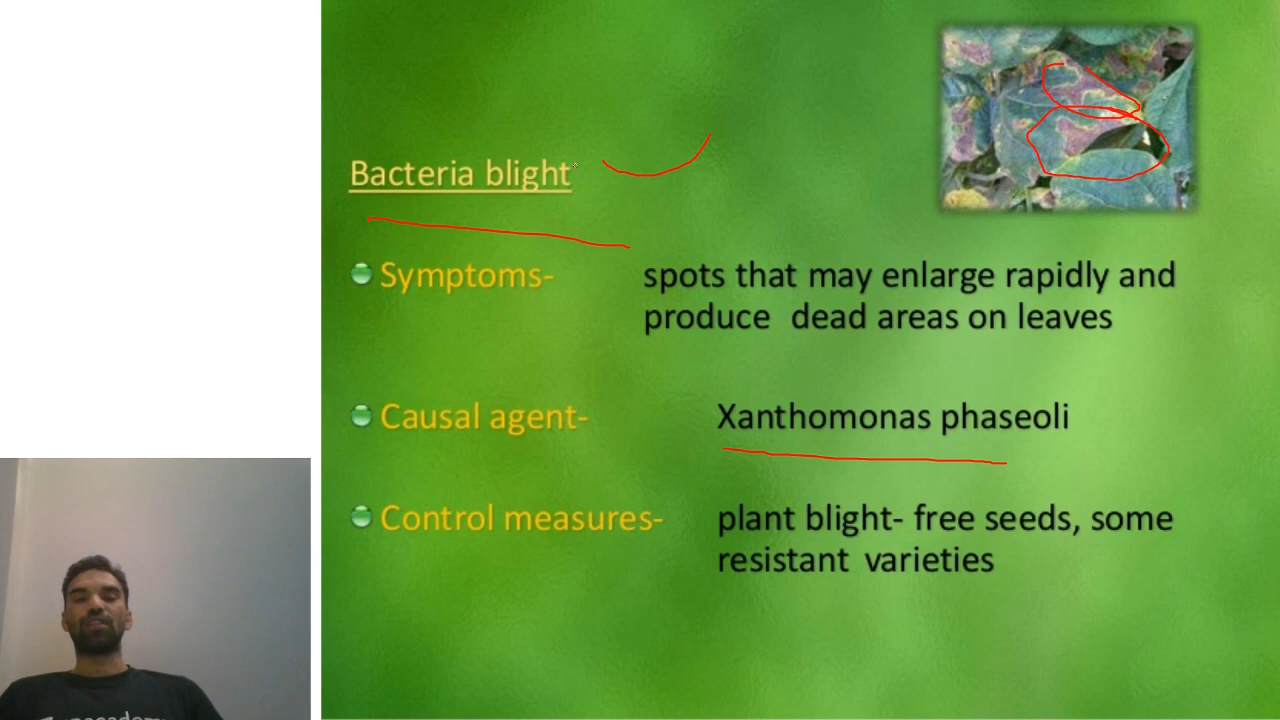 Bacteria blight
Symptoms- spots that may enlarge rapidly and
produce dead areas on leaves
Causal agent- Xanthomonas phaseoli
Control measures- plant blight- free seeds, some
resistant varieties